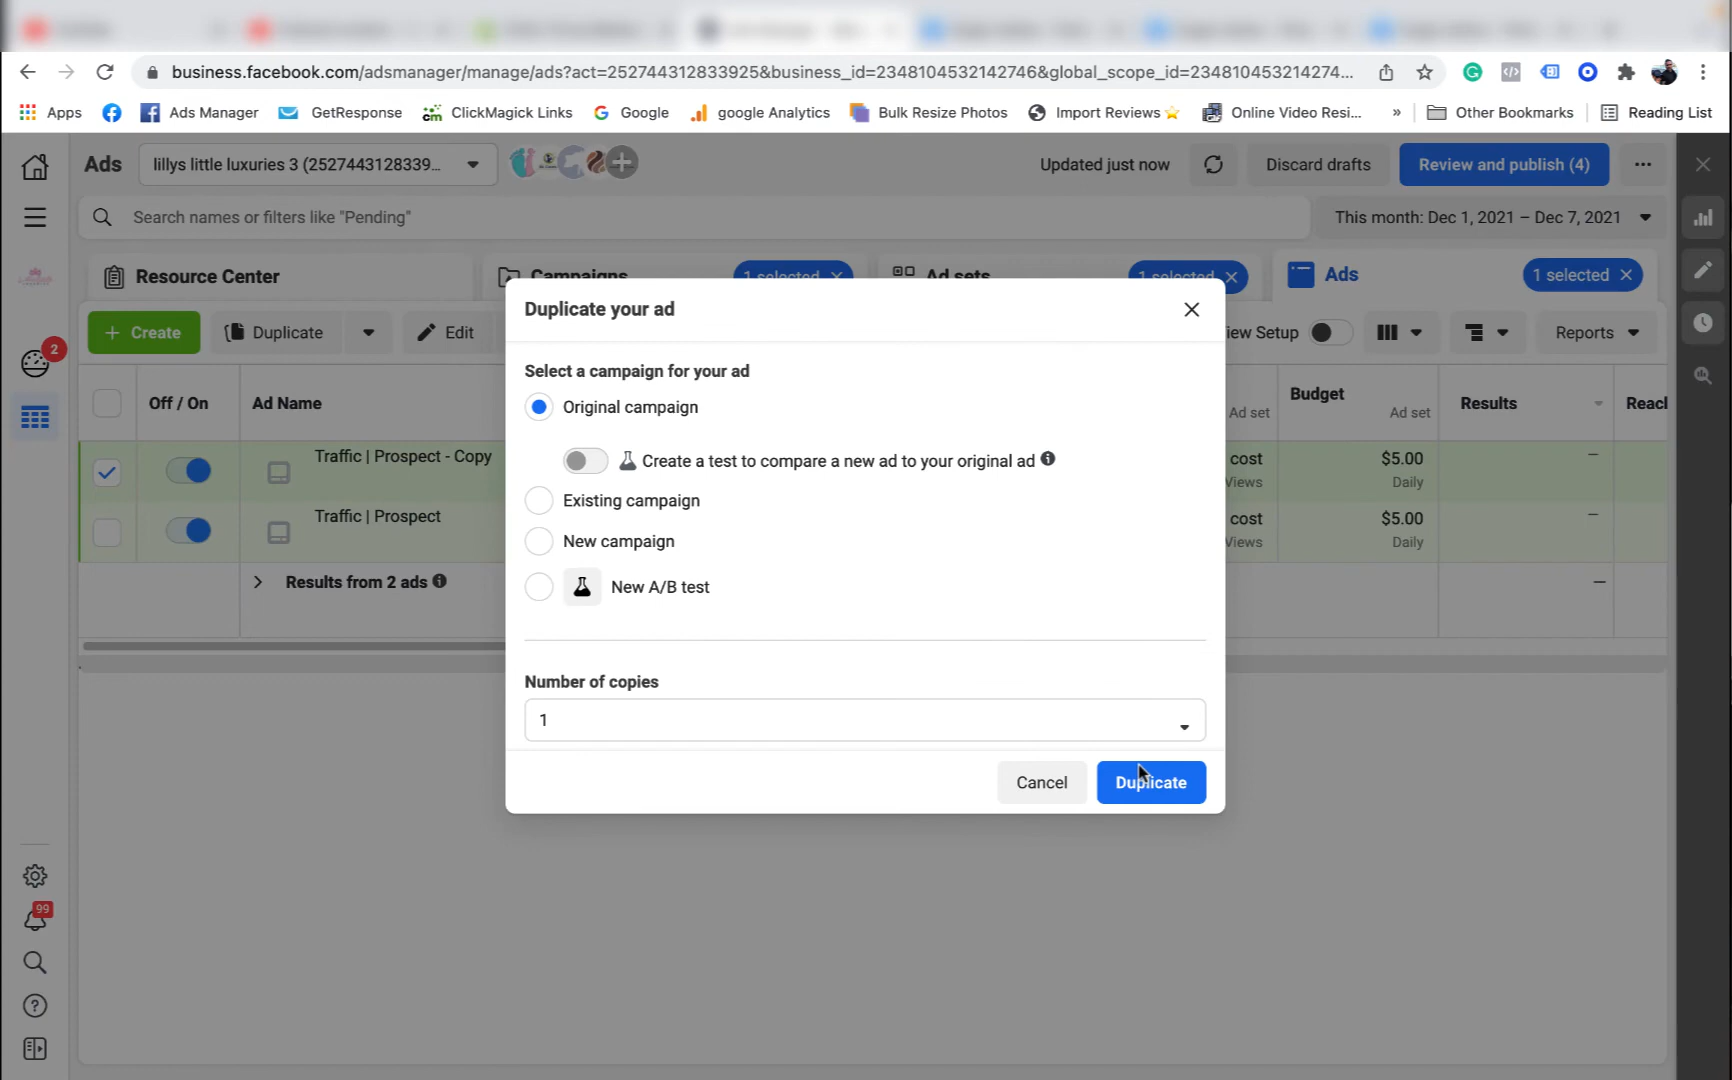 business.facebook.com/adsmanager/manage/ads?act=252744312833925&business_id=2348104532142746&global_scope_id=234810453214274...
Apps
Ads Manager
GetResponse
cm
ClickMagick Links
Google
google Analytics
Bulk Resize Photos
Import Reviews
Online Video Resi...
»
Other Bookmarks
Reading List
Ads
lillys little luxuries 3 (2527443128339...
Updated just now
Discard drafts
Review and publish (4)
Search names or filters like "Pending"
This month: Dec 1, 2021 – Dec 7, 2021
Resource Center
Campaigns
1 selected
Ad sets
1 selected
Ads
1 selected
Create
Duplicate
Edit
iew Setup
Reports
Off / On
Ad Name
Ad set
Budget
Ad set
Results
Reacl
Traffic | Prospect - Copy
cost
Views
$5.00
Daily
—
Traffic | Prospect
cost
Views
$5.00
Daily
—
Results from 2 ads
—
2
99
Duplicate your ad
Select a campaign for your ad
Original campaign
Create a test to compare a new ad to your original ad
Existing campaign
New campaign
New A/B test
Number of copies
1
Cancel
Duplicate